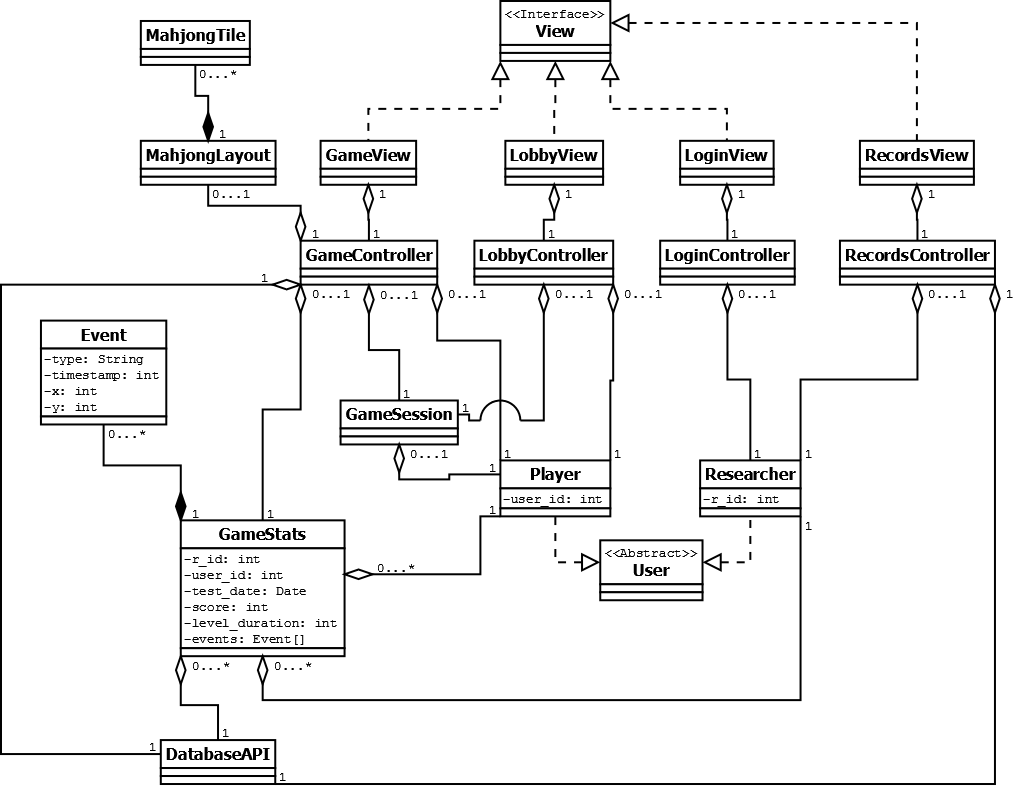 <<Interface>>
View
MahjongTile
0...*
1
MahjongLayout
GameView
LobbyView
LoginView
RecordsView
0...1
1
1
1
1
1
1
1
1
1
GameController
LobbyController
LoginController
RecordsController
1
0...1
0...1
0...1
0...1
0...1
0...1
0...1
1
Event
-type: String
-timestamp: int
-x: int
-y: int
0...*
1
GameSession
1
0...1
1
1
1
1
1
Player
-user_id: int
1
Researcher
-r_id: int
1
1
1
GameStats
-r_id: int
-user_id: int
-test_date: Date
-score: int
-level_duration: int
-events: Event[]
0...*
<<Abstract>>
User
0...*
0...*
1
1
DatabaseAPI
1